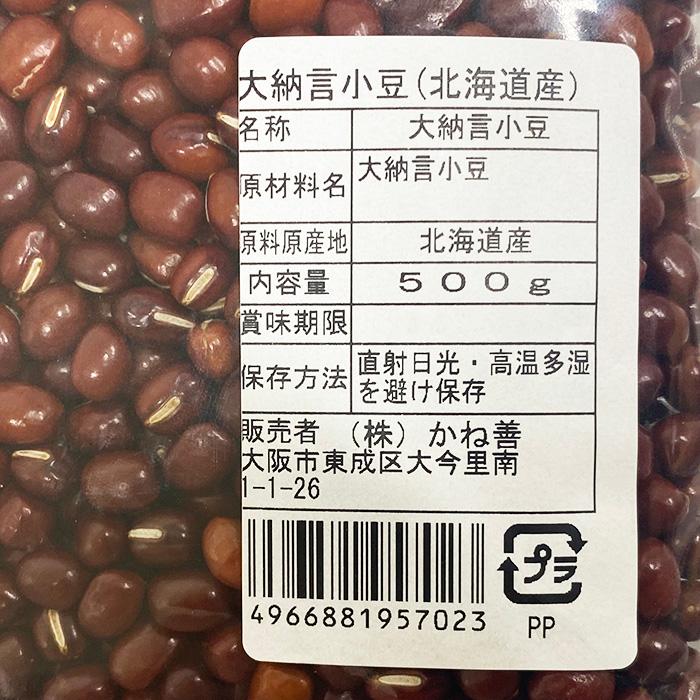 大納言小豆(北海道産)
名称 大納言小豆
原材料名 大納言小豆
原料原産地 北海道産
内容量 500g
賞味期限
保存方法 直射日光・高温多湿
を避け保存
販売者 (株) かね善
大阪市東成区大今里南
1-1-26
4966881957023
プラ
PP